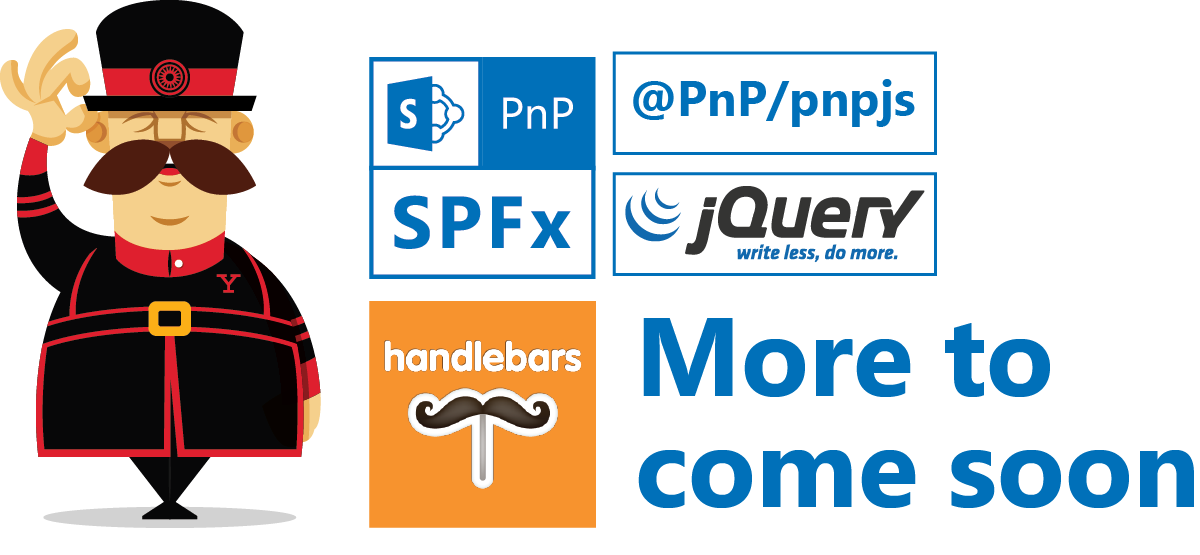 Y
S
PnP
SPFx
@PnP/pnpjs
jQuery
write less, do more.
handlebars
More to
come soon